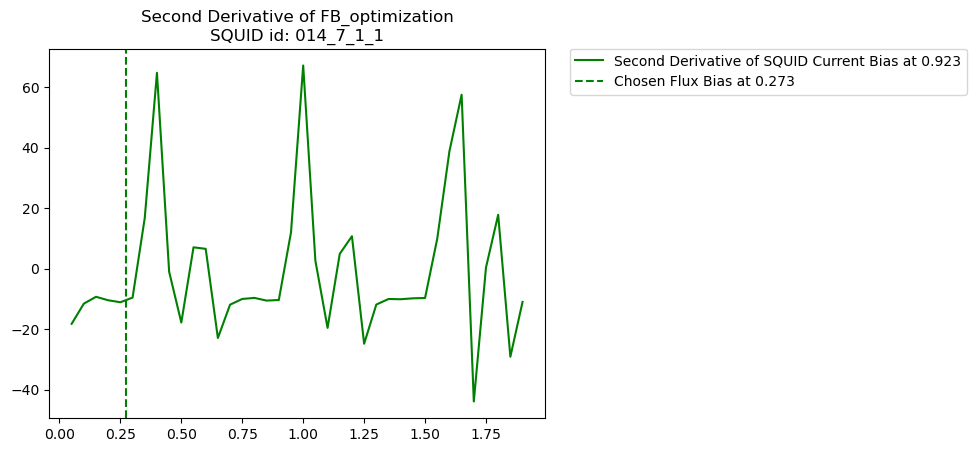 Second Derivative of FB_optimization
SQUID id: 014_7_1_1
Second Derivative of SQUID Current Bias at 0.923
Chosen Flux Bias at 0.273
60
40
20
0
−20
−40
0.00 0.25 0.50 0.75 1.00 1.25 1.50 1.75